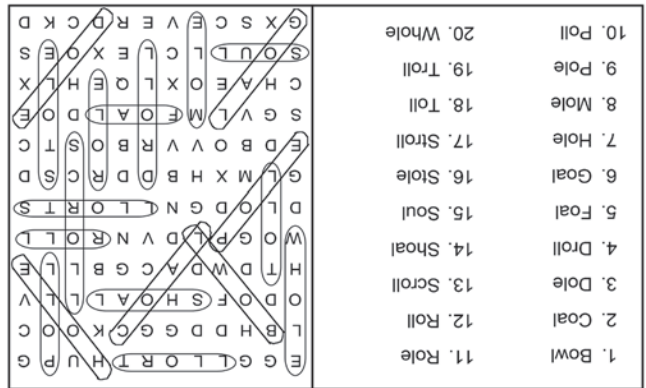 1. Bowl 11. Role
2. Coal 12. Roll
3. Dole 13. Scroll
4. Droll 14. Shoal
5. Foal 15. Soul
6. Goal 16. Stole
7. Hole 17. Stroll
8. Mole 18. Toll
9. Pole 19. Troll
10. Poll 20. Whole
E G G L L O R T H U P G
L B H D D G G C K O O C
O D O F S H O A L L L V
H T D W D A C G B L L E
W O G P L D V N R O L L
D L O D G N L L O R T S
G L M X H B D D R C S D
E D B O V V R B O S T C
S G V L M F O A L D O E
C H A E O X L Q E H L X
S O U L L C L E X O E S
G X S C E V E R D C K D